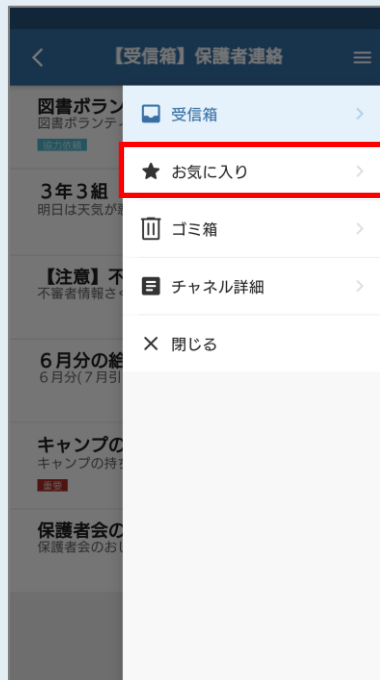 【受信箱】保護者連絡
図書ボラン
図書ボランテ
協力依頼
3年3組
明日は天気が
【注意】不
不審者情報さ
6月分の給
6月分(7月引
キャンプの
キャンプの持
重要
保護者会の
保護者会のお
受信箱
お気に入り
ゴミ箱
チャネル詳細
閉じる